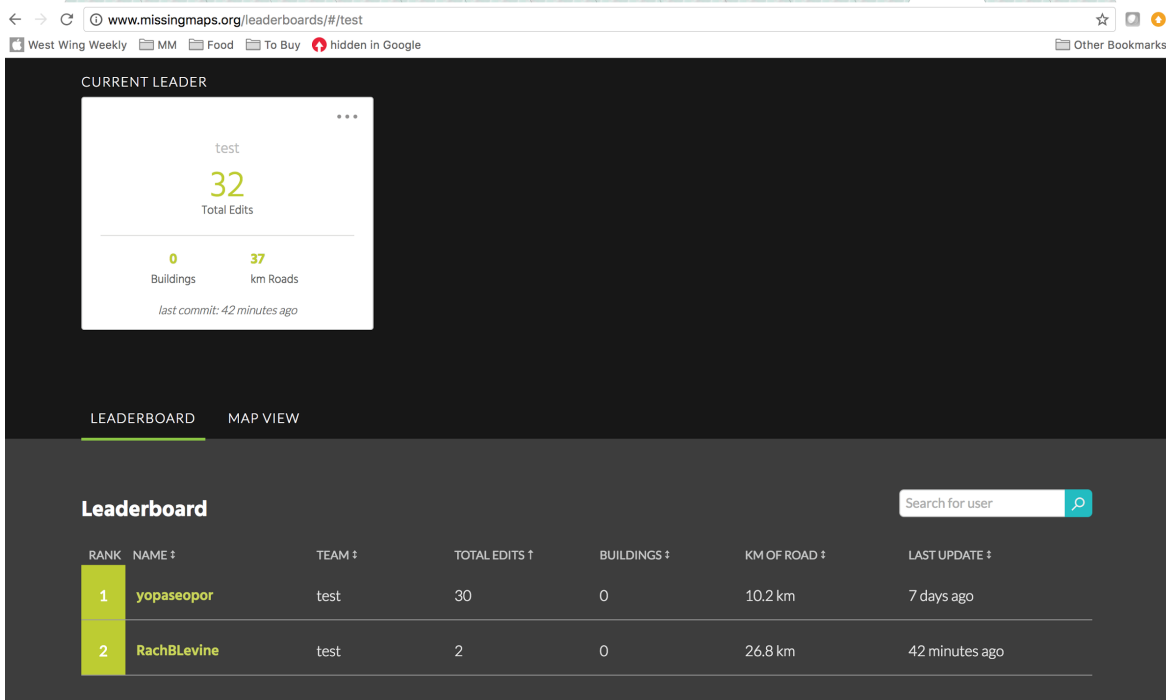 www.missingmaps.org/leaderboards/#/test
West Wing Weekly MM Food To Buy hidden in Google Other Bookmarks
CURRENT LEADER
test
32
Total Edits
0 37
Buildings km Roads
last commit: 42 minutes ago
LEADERBOARD MAP VIEW
Leaderboard Search for user
RANK NAME TEAM TOTAL EDITS BUILDINGS KM OF ROAD LAST UPDATE
1 yopaseopor test 30 0 10.2 km 7 days ago
2 RachBLevine test 2 0 26.8 km 42 minutes ago